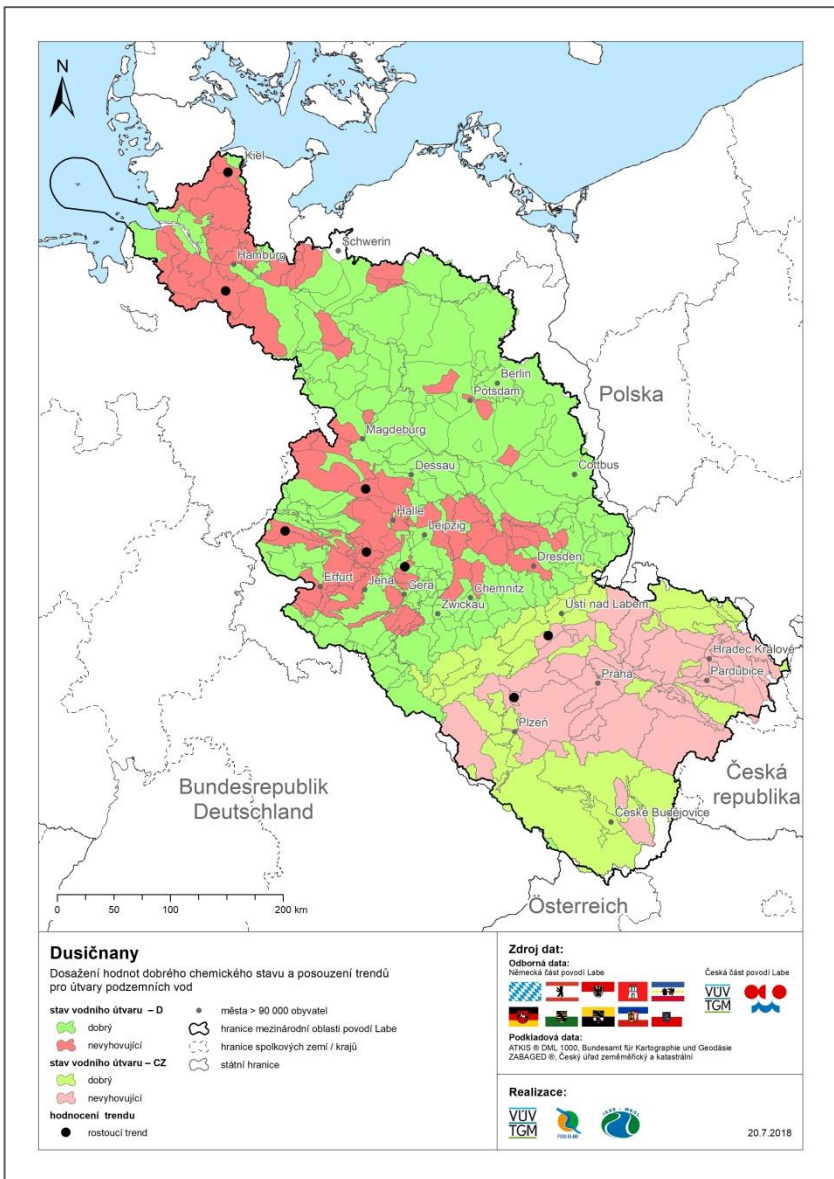 N
Kiel
Schwerin
Hamburg
Berlin
Potsdam
Polska
Magdeburg
Dessau
Cottbus
Halle
Leipzig
Dresden
Erfurt
Jena
Gera
Chemnitz
Zwickau
Ústí nad Labem
Hradec Králové
Praha
Pardubice
Plzeň
Česká
republika
Bundesrepublik
Deutschland
České Budějovice
Österreich
0 50 100 200 km
Dusičnany
Dosažení hodnot dobrého chemického stavu a posouzení trendů
pro útvary podzemních vod
stav vodního útvaru – D
dobrý
nevyhovující
stav vodního útvaru – CZ
dobrý
nevyhovující
hodnocení trendu
rostoucí trend
města > 90 000 obyvatel
hranice mezinárodní oblasti povodí Labe
hranice spolkových zemí / krajů
státní hranice
Zdroj dat:
Odborná data:
Německá část povodí Labe
Česká část povodí Labe
VÚV
TGM
Podkladová data:
ATKIS ® DML 1000, Bundesamt für Kartographie und Geodäsie
ZABAGED ®, Český úřad zeměměřický a katastrální
Realizace:
VÚV
TGM
FGG ELBE
IKSE - MKOL
20.7.2018